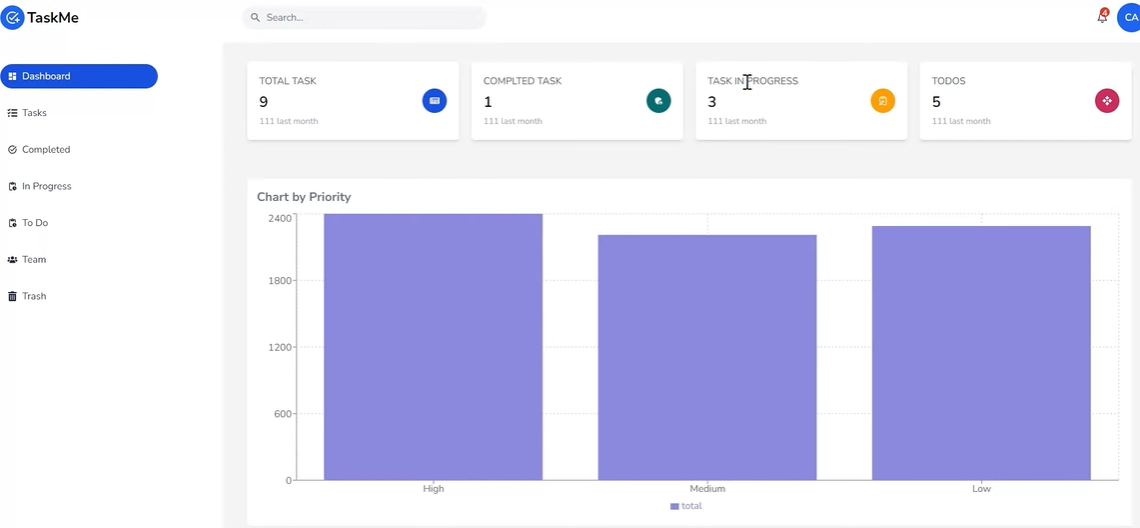 TaskMe
Search...
4
CA
Dashboard
Tasks
Completed
In Progress
To Do
Team
Trash
TOTAL TASK
9
111 last month
COMPLTED TASK
1
111 last month
TASK IN PROGRESS
3
111 last month
TODOS
5
111 last month
Chart by Priority
2400
1800
1200
600
0
High
Medium
Low
total